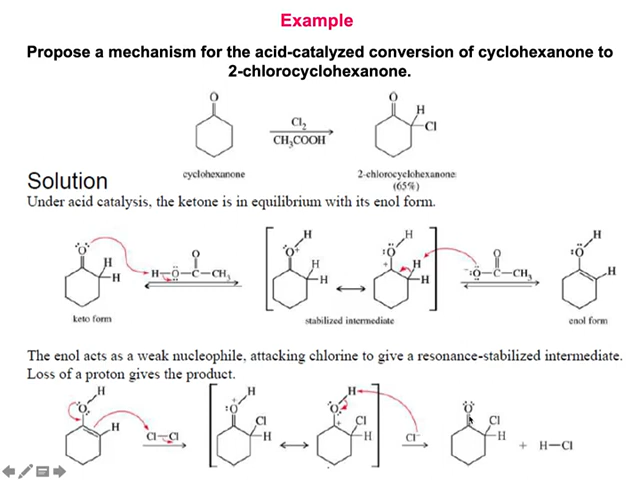 Example
Propose a mechanism for the acid-catalyzed conversion of cyclohexanone to
2-chlorocyclohexanone.
O
Cl₂
CH₃COOH
O
H
Cl
cyclohexanone
2-chlorocyclohexanone
(65%)
Solution
Under acid catalysis, the ketone is in equilibrium with its enol form.
O
H
H
H—O—C—CH₃
O
H
O+
H
H
H
:O
+
H
H
O
⁻:O—C—CH₃
H
:O
H
keto form
stabilized intermediate
enol form
The enol acts as a weak nucleophile, attacking chlorine to give a resonance-stabilized intermediate.
Loss of a proton gives the product.
H
:O
H
Cl—Cl
H
+
:O
Cl
H
H
:O
+
Cl
H
Cl⁻
O
Cl
H
+ H—Cl